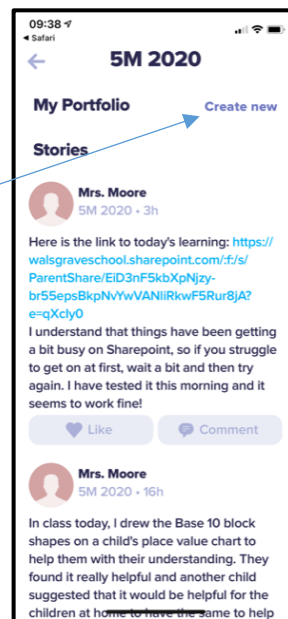 09:38
Safari
5M 2020
My Portfolio
Create new
Stories
Mrs. Moore
5M 2020 • 3h
Here is the link to today's learning: https://
walsgraveschool.sharepoint.com/:f:/s/
ParentShare/EiD3nF5kbXpNjzy-
br55epsBkpNvYwVANliRkwF5Rur8jA?
e=qXcly0
I understand that things have been getting
a bit busy on Sharepoint, so if you struggle
to get on at first, wait a bit and then try
again. I have tested it this morning and it
seems to work fine!
Like
Comment
Mrs. Moore
5M 2020 • 16h
In class today, I drew the Base 10 block
shapes on a child's place value chart to
help them with their understanding. They
found it really helpful and another child
suggested that it would be helpful for the
children at home to have the same to help